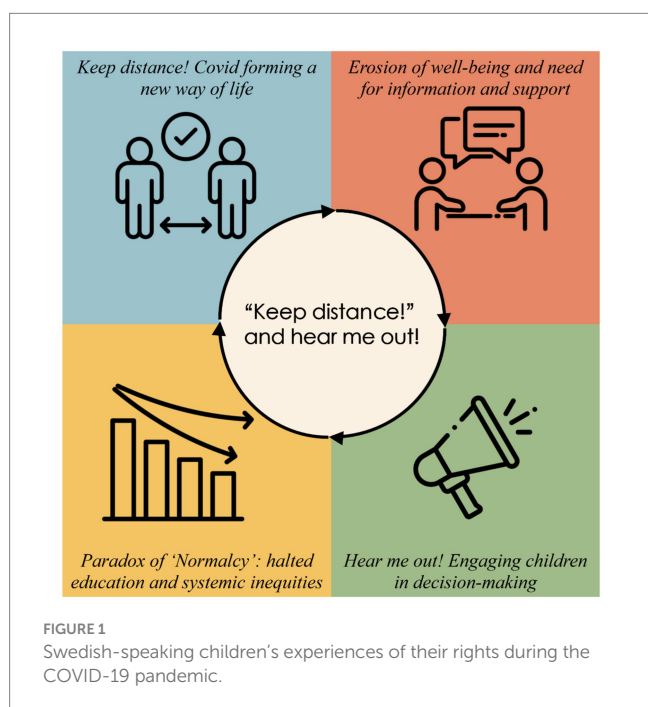 Keep distance! Covid forming a
new way of life
Erosion of well-being and need
for information and support
“Keep distance!”
and hear me out!
Paradox of ‘Normalcy’: halted
education and systemic inequities
Hear me out! Engaging children
in decision-making
FIGURE 1
Swedish-speaking children’s experiences of their rights during the
COVID-19 pandemic.